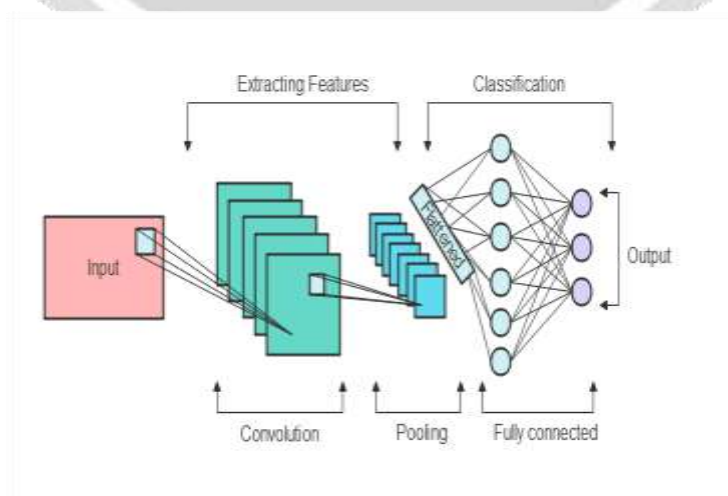 Extracting Features
Classification
Input
Flattened
Output
Convolution
Pooling
Fully connected